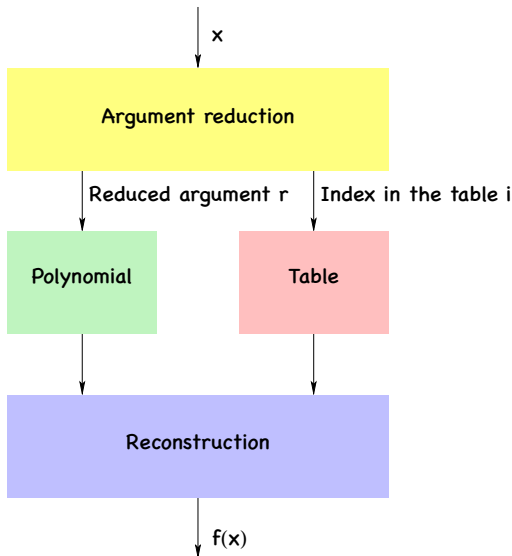 x
Argument reduction
Reduced argument r
Index in the table i
Polynomial
Table
Reconstruction
f(x)